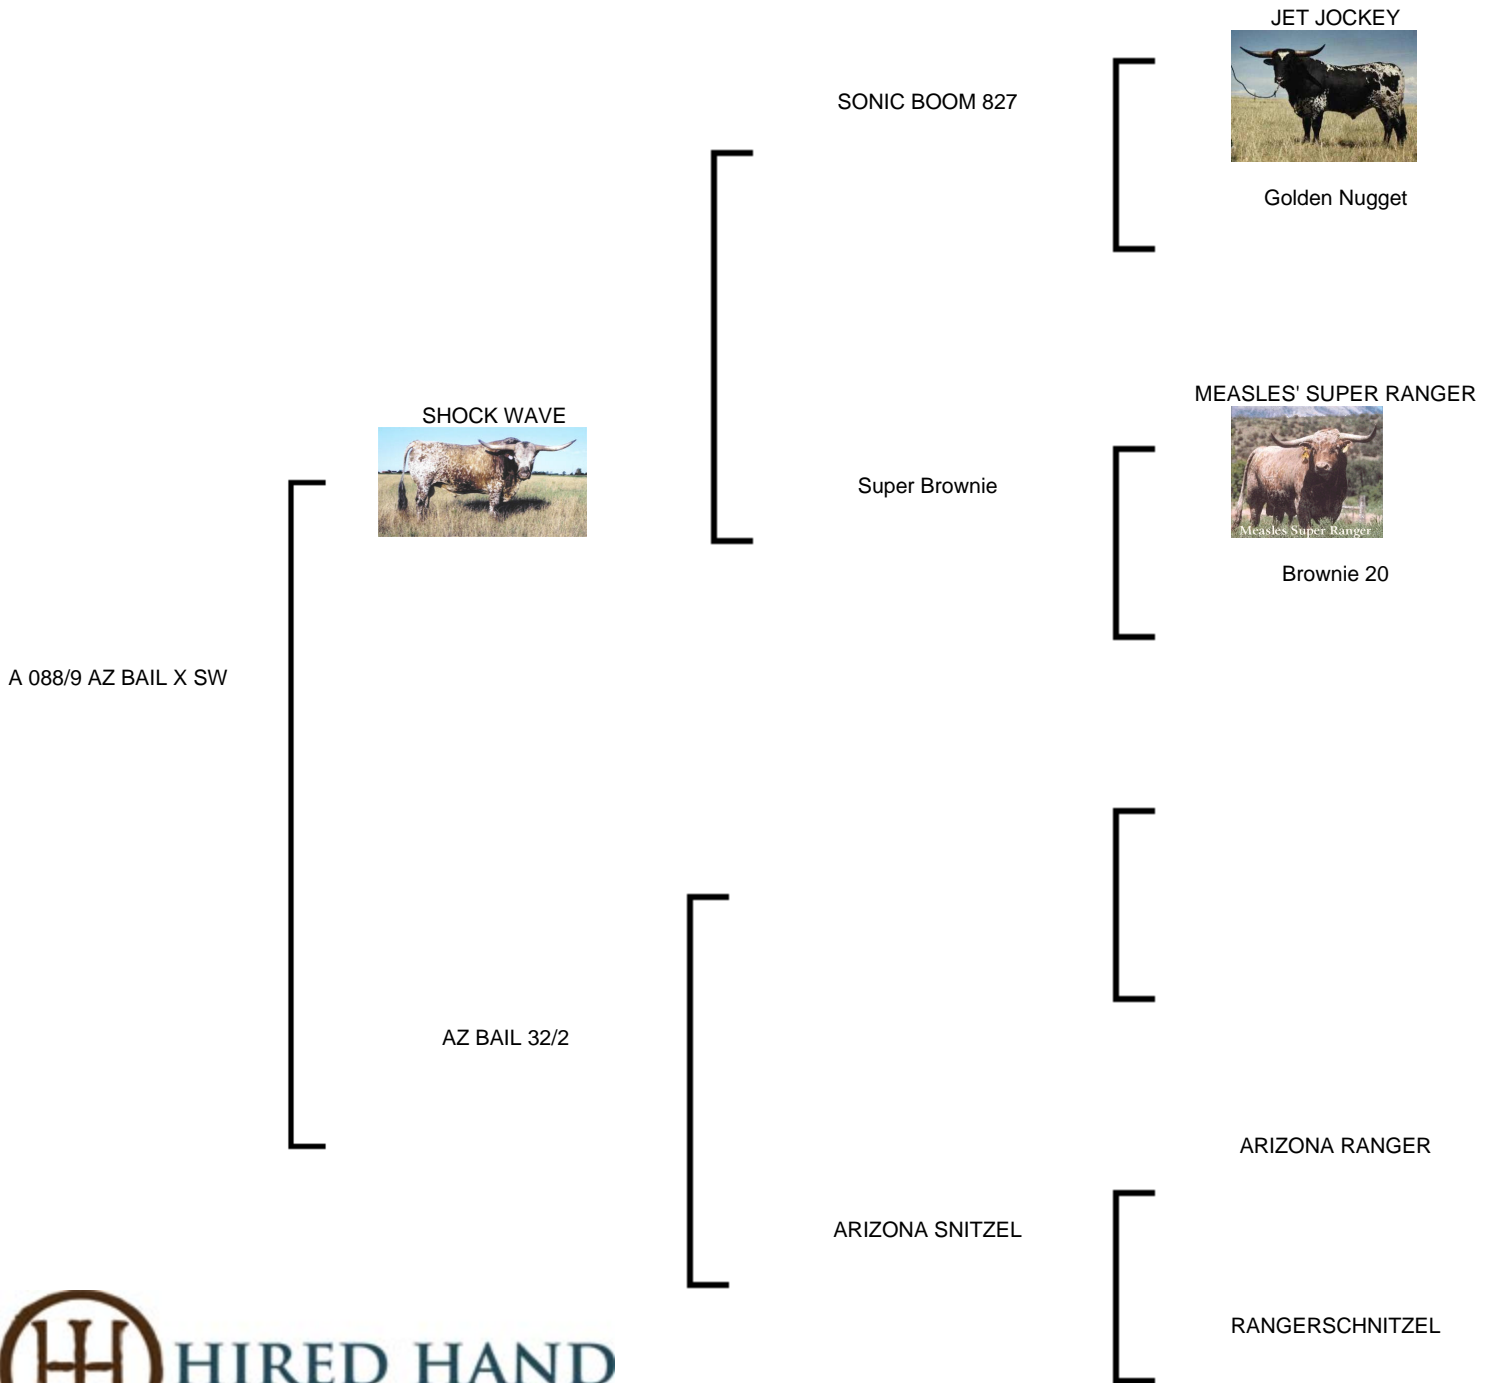 JET JOCKEY
SONIC BOOM 827
Golden Nugget
MEASLES' SUPER RANGER
SHOCK WAVE
Super Brownie
Measles Super Ranger
Brownie 20
A 088/9 AZ BAIL X SW
AZ BAIL 32/2
ARIZONA RANGER
ARIZONA SNITZEL
RANGERSCHNITZEL
HIRED HAND